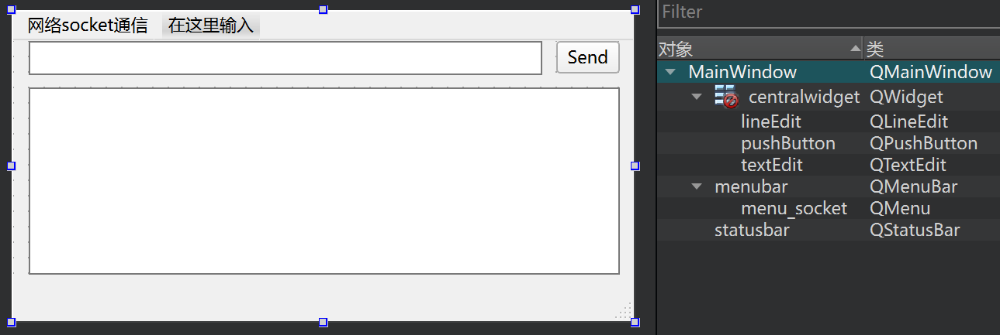 网络socket通信 在这里输入
Send
Filter
对象 类
MainWindow QMainWindow
centralwidget QWidget
lineEdit QLineEdit
pushButton QPushButton
textEdit QTextEdit
menubar QMenuBar
menu_socket QMenu
statusbar QStatusBar